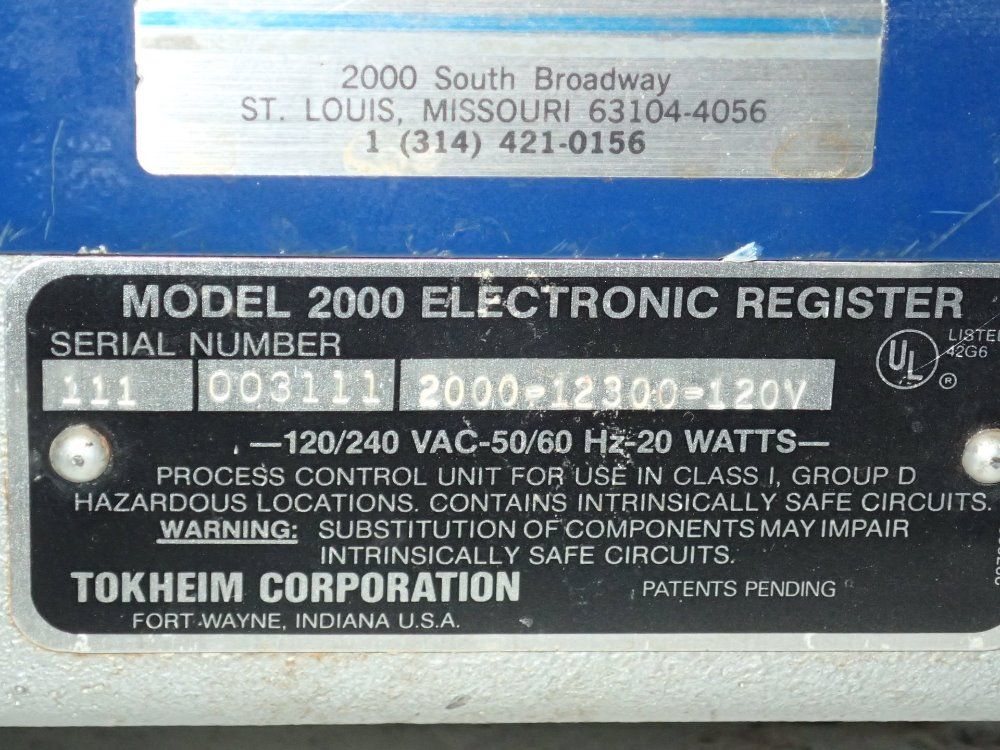 2000 South Broadway
ST. LOUIS, MISSOURI 63104-4056
1 (314) 421-0156
MODEL 2000 ELECTRONIC REGISTER
SERIAL NUMBER
111 003111 2000-12300-120V
UL
LISTED
42G6
®
—120/240 VAC-50/60 Hz-20 WATTS—
PROCESS CONTROL UNIT FOR USE IN CLASS I, GROUP D
HAZARDOUS LOCATIONS. CONTAINS INTRINSICALLY SAFE CIRCUITS.
WARNING: SUBSTITUTION OF COMPONENTS MAY IMPAIR
INTRINSICALLY SAFE CIRCUITS.
TOKHEIM CORPORATION
PATENTS PENDING
FORT WAYNE, INDIANA U.S.A.